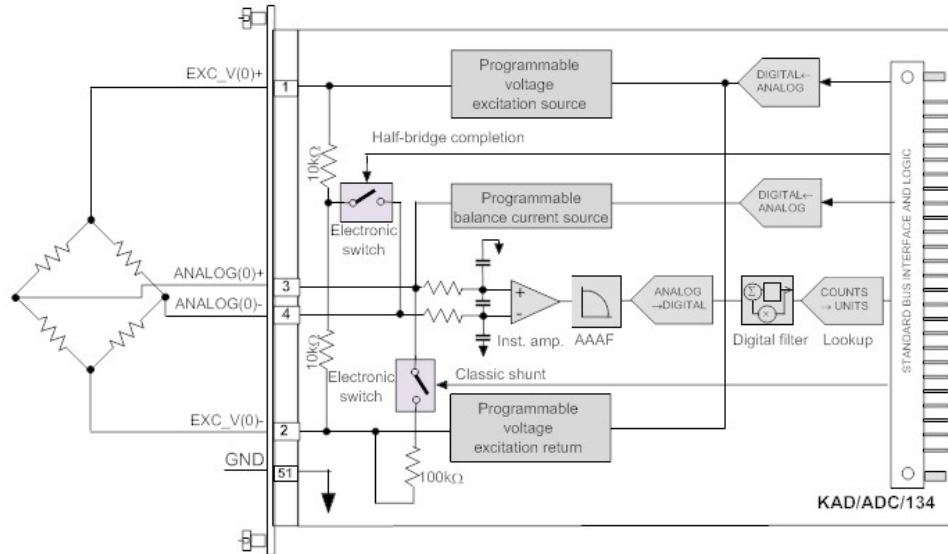 EXC_V(0)+
1
Programmable
voltage
excitation source
DIGITAL←
ANALOG
Half-bridge completion
10kΩ
Electronic
switch
Programmable
balance current source
DIGITAL←
ANALOG
STANDARD BUS INTERFACE AND LOGIC
ANALOG(0)+
3
ANALOG(0)-
4
+
-
Inst. amp.
AAAF
ANALOG
→DIGITAL
Σ
×
Digital filter
COUNTS
→ UNITS
Lookup
10kΩ
Electronic
switch
Classic shunt
EXC_V(0)-
2
Programmable
voltage
excitation return
GND
51
100kΩ
KAD/ADC/134